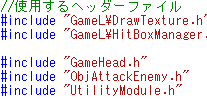 //使用するヘッダーファイル
#include "GameL¥DrawTexture.h"
#include "GameL¥HitBoxManager.
#include "GameHead.h"
#include "ObjAttackEnemy.h"
#include "UtilityModule.h"